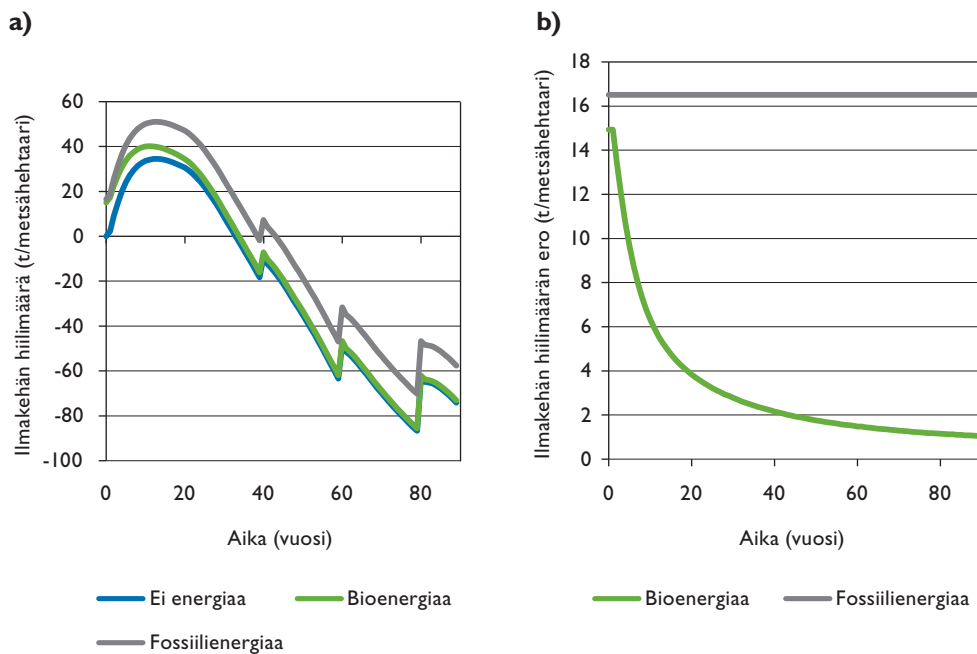 a)
Ilmakehän hiilimäärä (t/metsähehtaari)
60
40
20
0
-20
-40
-60
-80
-100
0 20 40 60 80
Aika (vuosi)
Ei energiaa Bioenergiaa
Fossiilienergiaa
b)
Ilmakehän hiilimäärän ero (t/metsähehtaari)
18
16
14
12
10
8
6
4
2
0
0 20 40 60 80
Aika (vuosi)
Bioenergiaa Fossiilienergiaa